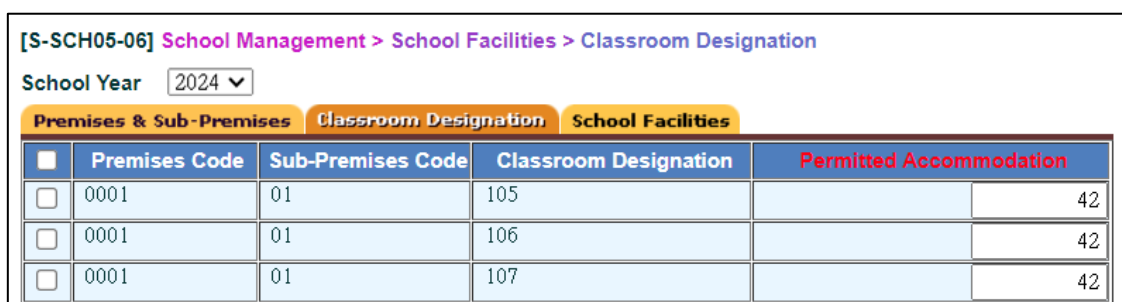 [S-SCH05-06] School Management > School Facilities > Classroom Designation
School Year 2024
Premises & Sub-Premises Classroom Designation School Facilities
Premises Code Sub-Premises Code Classroom Designation Permitted Accommodation
0001 01 105 42
0001 01 106 42
0001 01 107 42